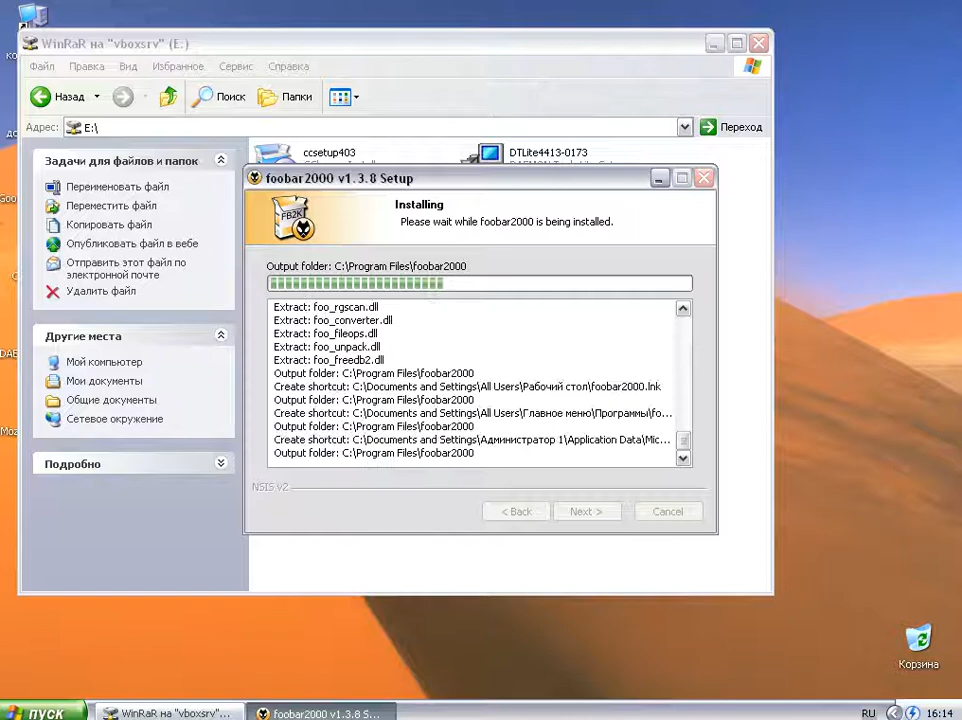 WinRaR на "vboxsrv" (E:)
Файл Правка Вид Избранное Сервис Справка
Назад Поиск Папки
Адрес: E:\ Переход
Задачи для файлов и папок
Переименовать файл
Переместить файл
Копировать файл
Опубликовать файл в вебе
Отправить этот файл по
электронной почте
Удалить файл
Другие места
Мой компьютер
Мои документы
Общие документы
Сетевое окружение
Подробно
ccsetup403
DTLite4413-0173
foobar2000 v1.3.8 Setup
FB2K
Installing
Please wait while foobar2000 is being installed.
Output folder: C:\Program Files\foobar2000
Extract: foo_rgscan.dll
Extract: foo_converter.dll
Extract: foo_fileops.dll
Extract: foo_unpack.dll
Extract: foo_freedb2.dll
Output folder: C:\Program Files\foobar2000
Create shortcut: C:\Documents and Settings\All Users\Рабочий стол\foobar2000.lnk
Output folder: C:\Program Files\foobar2000
Create shortcut: C:\Documents and Settings\All Users\Главное меню\Программы\fo...
Output folder: C:\Program Files\foobar2000
Create shortcut: C:\Documents and Settings\Администратор 1\Application Data\Mic...
Output folder: C:\Program Files\foobar2000
NSIS v2
< Back Next > Cancel
Корзина
пуск WinRaR на "vboxsrv"... foobar2000 v1.3.8 S... RU 16:14